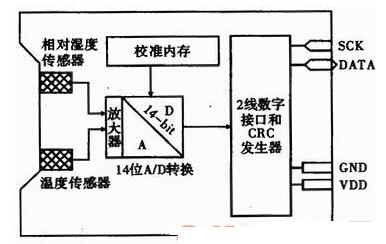 相对湿度
传感器
校准内存
放大器
D
14-bit
A
14位A/D转换
温度传感器
2线数字
接口和
CRC
发生器
SCK
DATA
GND
VDD